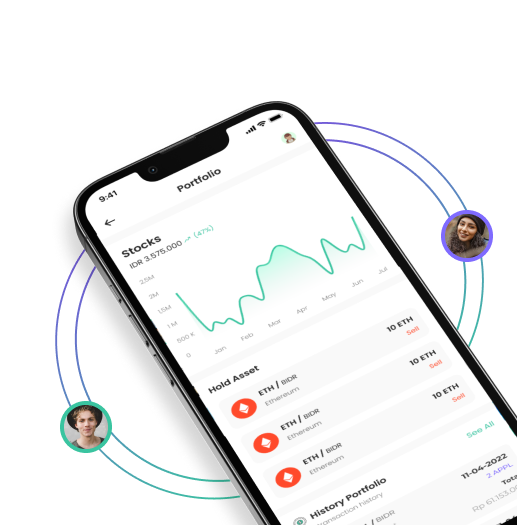 9:41
Portfolio
Stocks
IDR 3.575.000 (47%)
2,5M
2M
1,5M
1 M
500 K
0
Jan Feb Mar Apr May Jun Jul
Hold Asset
ETH / BIDR 10 ETH
Ethereum Sell
ETH / BIDR 10 ETH
Ethereum Sell
ETH / BIDR 10 ETH
Ethereum Sell
See All
History Portfolio
Transaction history
11-04-2022
2 APPL
/ BIDR
Rp 61.153.00